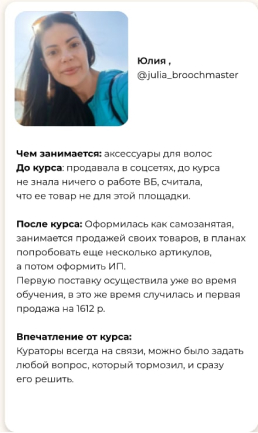 Юлия ,
@julia_broochmaster
Чем занимается: аксессуары для волос
До курса: продавала в соцсетях, до курса
не знала ничего о работе ВБ, считала,
что ее товар не для этой площадки.
После курса: Оформилась как самозанятая,
занимается продажей своих товаров, в планах
попробовать еще несколько артикулов,
а потом оформить ИП.
Первую поставку осуществила уже во время
обучения, в это же время случилась и первая
продажа на 1612 р.
Впечатление от курса:
Кураторы всегда на связи, можно было задать
любой вопрос, который тормозил, и сразу
его решить.